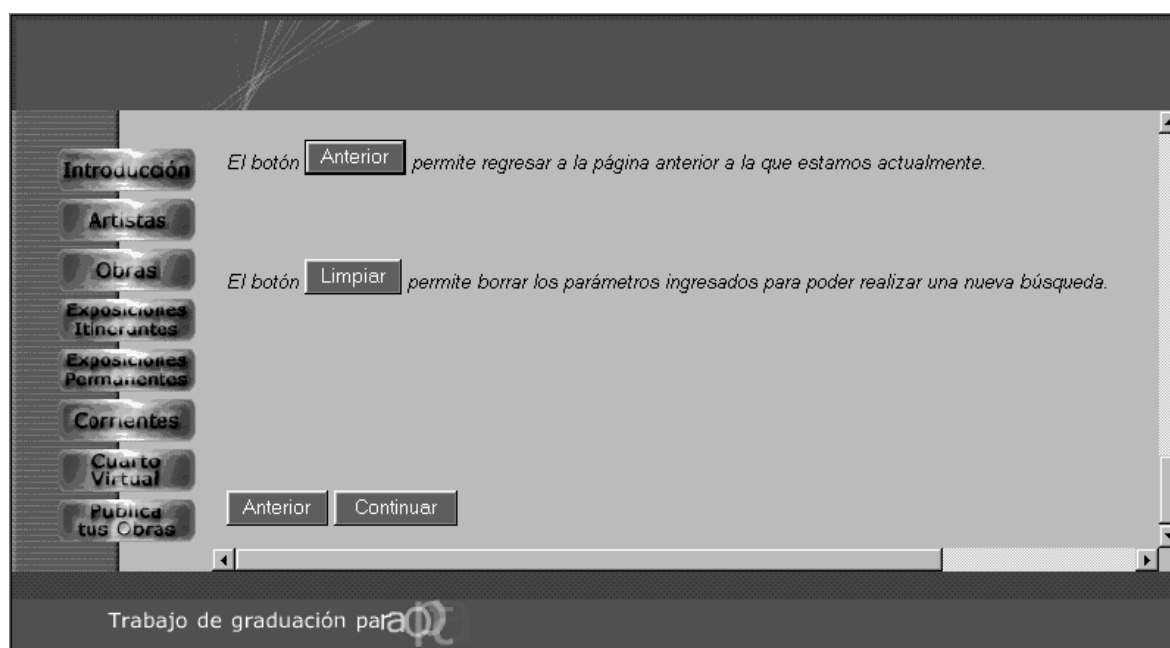 El botón Anterior permite regresar a la página anterior a la que estamos actualmente.
Introducción
Artistas
El botón Limpiar permite borrar los parámetros ingresados para poder realizar una nueva búsqueda.
Obras
Exposiciones
Itinerantes
Exposiciones
Permanentes
Corrientes
Cuarto
Virtual
Publica
tus Obras
Anterior Continuar
Trabajo de graduación para